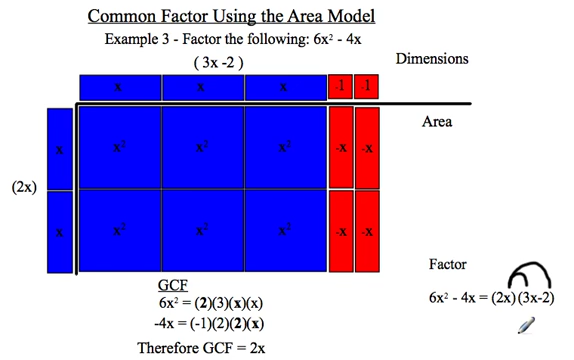 Common Factor Using the Area Model
Example 3 - Factor the following: 6x² - 4x
( 3x -2 )
Dimensions
x x x -1 -1
Area
x x² x² x² -x -x
(2x)
x x² x² x² -x -x
GCF
6x² = (2)(3)(x)(x)
-4x = (-1)(2)(2)(x)
Therefore GCF = 2x
Factor
6x² - 4x = (2x)(3x-2)